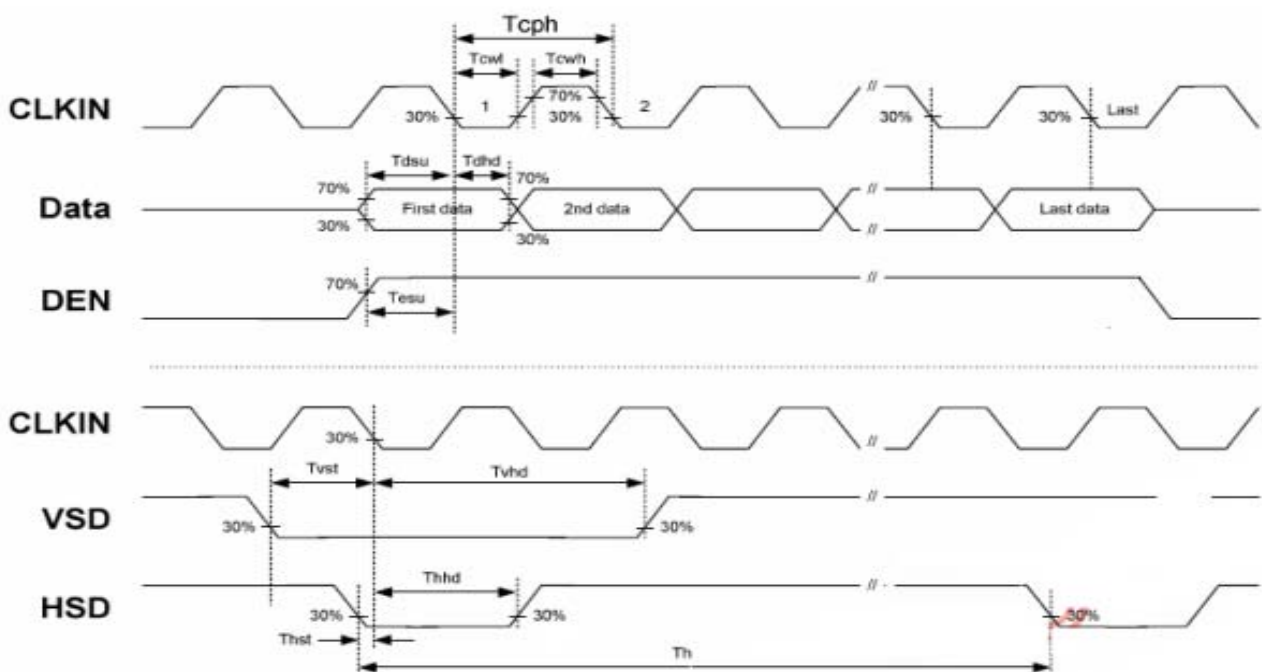 Tcph
Tcwl Tcwh
CLKIN 30% 1 70% 30% 2 // 30% 30% Last
Tdsu Tdhd
70% 70%
Data First data 2nd data // // Last data
30% 30%
DEN 70% Tesu //
CLKIN 30% //
Tvst Tvhd
VSD 30% 30% //
Thhd
HSD 30% 30% // 30%
Thst
Th